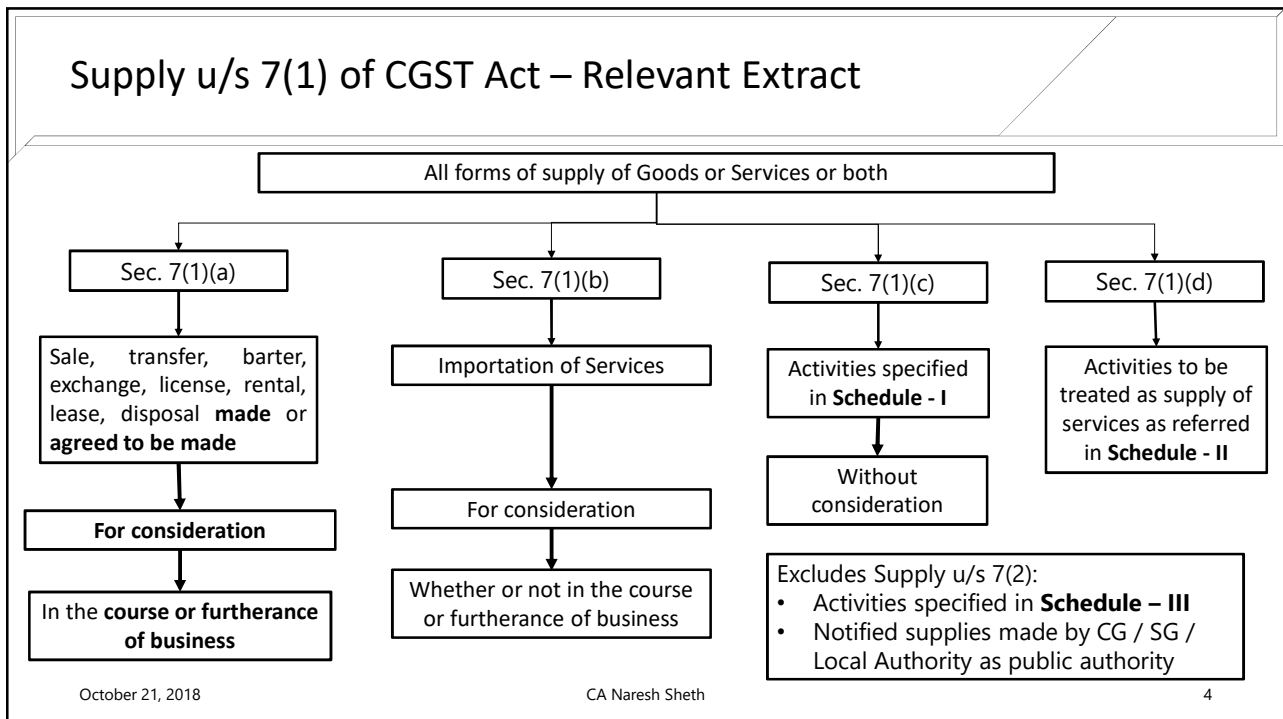 Supply u/s 7(1) of CGST Act – Relevant Extract
All forms of supply of Goods or Services or both
Sec. 7(1)(a)
Sale, transfer, barter,
exchange, license, rental,
lease, disposal made or
agreed to be made
For consideration
In the course or furtherance
of business
Sec. 7(1)(b)
Importation of Services
For consideration
Whether or not in the course
or furtherance of business
Sec. 7(1)(c)
Activities specified
in Schedule - I
Without
consideration
Sec. 7(1)(d)
Activities to be
treated as supply of
services as referred
in Schedule - II
Excludes Supply u/s 7(2):
• Activities specified in Schedule – III
• Notified supplies made by CG / SG /
Local Authority as public authority
October 21, 2018
CA Naresh Sheth
4